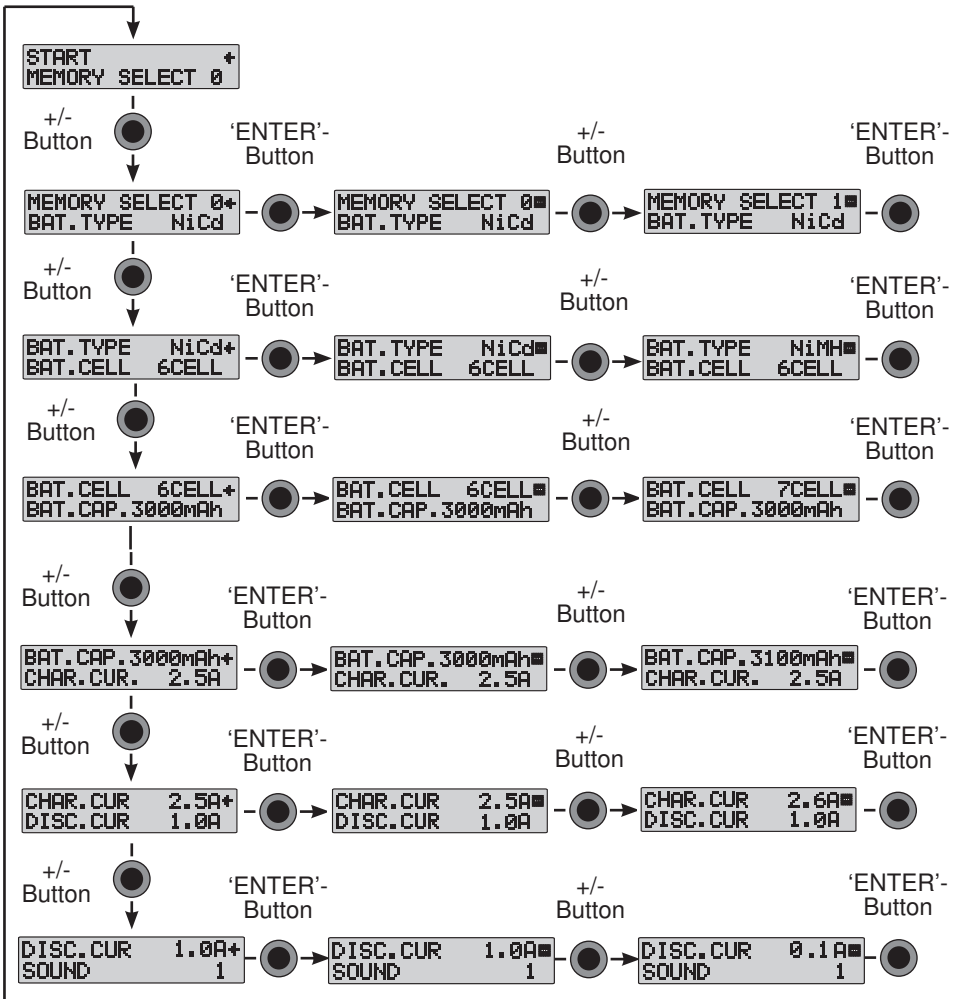 START ←
MEMORY SELECT 0
+/-
Button
'ENTER'-
Button
+/-
Button
'ENTER'-
Button
MEMORY SELECT 0←
BAT.TYPE NiCd
MEMORY SELECT 0
BAT.TYPE NiCd
MEMORY SELECT 1
BAT.TYPE NiCd
+/-
Button
‘ENTER’-
Button
+/-
Button
‘ENTER’-
Button
BAT.TYPE NiCd←
BAT.CELL 6CELL
BAT.TYPE NiCd
BAT.CELL 6CELL
BAT.TYPE NiMH
BAT.CELL 6CELL
+/-
Button
‘ENTER’-
Button
+/-
Button
‘ENTER’-
Button
BAT.CELL 6CELL←
BAT.CAP.3000mAh
BAT.CELL 6CELL
BAT.CAP.3000mAh
BAT.CELL 7CELL
BAT.CAP.3000mAh
+/-
Button
‘ENTER’-
Button
+/-
Button
‘ENTER’-
Button
BAT.CAP.3000mAh←
CHAR.CUR. 2.5A
BAT.CAP.3000mAh
CHAR.CUR. 2.5A
BAT.CAP.3100mAh
CHAR.CUR. 2.5A
+/-
Button
‘ENTER’-
Button
+/-
Button
‘ENTER’-
Button
CHAR.CUR 2.5A←
DISC.CUR 1.0A
CHAR.CUR 2.5A
DISC.CUR 1.0A
CHAR.CUR 2.6A
DISC.CUR 1.0A
+/-
Button
‘ENTER’-
Button
+/-
Button
‘ENTER’-
Button
DISC.CUR 1.0A←
SOUND 1
DISC.CUR 1.0A
SOUND 1
DISC.CUR 0.1A
SOUND 1